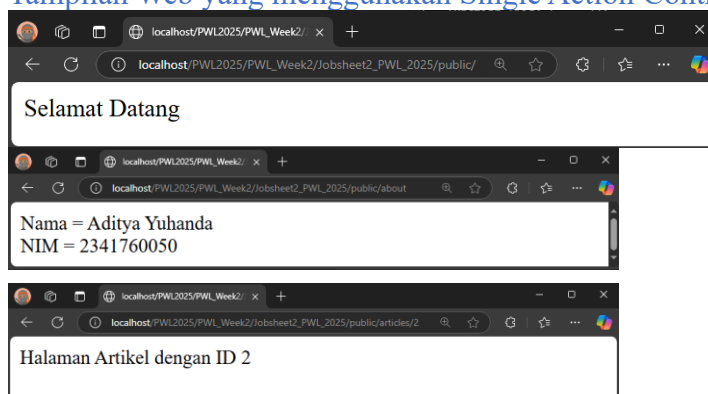 Tampilan Web yang menggunakan Single Action Cont
localhost/PWL2025/PWL_Week2/
localhost/PWL2025/PWL_Week2/Jobsheet2_PWL_2025/public/
Selamat Datang
localhost/PWL2025/PWL_Week2/
localhost/PWL2025/PWL_Week2/Jobsheet2_PWL_2025/public/about
Nama = Aditya Yuhanda
NIM = 2341760050
localhost/PWL2025/PWL_Week2/
localhost/PWL2025/PWL_Week2/Jobsheet2_PWL_2025/public/articles/2
Halaman Artikel dengan ID 2